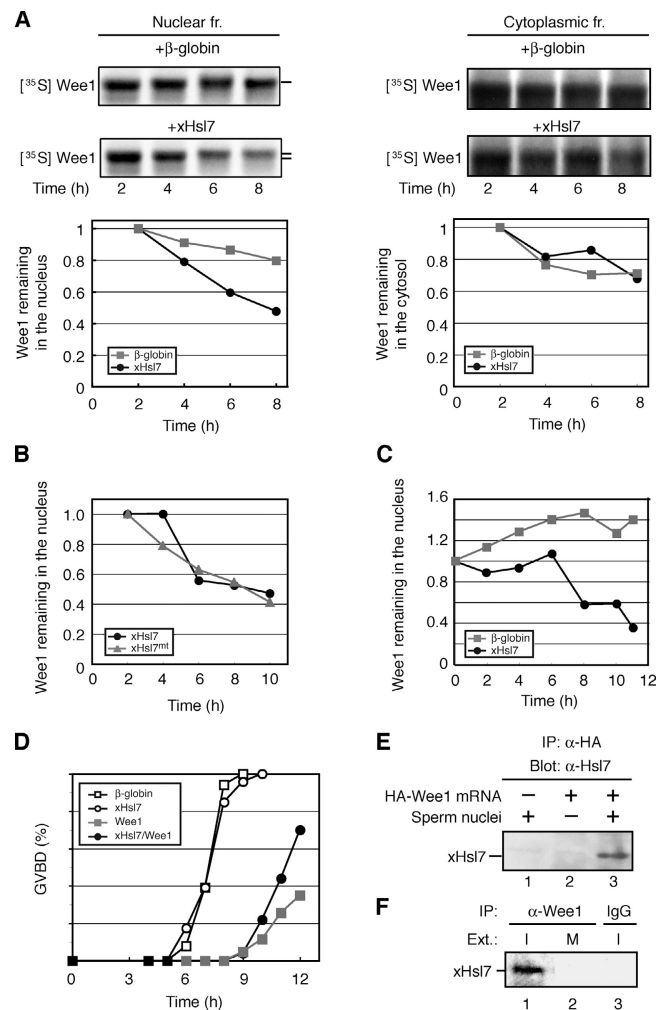 A
Nuclear fr.
+β-globin
[35S] Wee1
+xHsl7
[35S] Wee1
Time (h) 2 4 6 8
Cytoplasmic fr.
+β-globin
[35S] Wee1
+xHsl7
[35S] Wee1
Time (h) 2 4 6 8
Wee1 remaining
in the nucleus
1
0.8
0.6
0.4
0.2
0
β-globin
xHsl7
0 2 4 6 8
Time (h)
Wee1 remaining
in the cytosol
1
0.8
0.6
0.4
0.2
0
β-globin
xHsl7
0 2 4 6 8
Time (h)
B
Wee1 remaining in the nucleus
1.0
0.8
0.6
0.4
0.2
0
xHsl7
xHsl7mt
0 2 4 6 8 10
Time (h)
C
Wee1 remaining in the nucleus
1.6
1.2
0.8
0.4
0
β-globin
xHsl7
0 2 4 6 8 10 12
Time (h)
D
GVBD (%)
β-globin
xHsl7
Wee1
xHsl7/Wee1
0 3 6 9 12
Time (h)
E
IP: α-HA
Blot: α-Hsl7
HA-Wee1 mRNA − + +
Sperm nuclei + − +
xHsl7
1 2 3
F
IP: α-Wee1 IgG
Ext.: I M I
xHsl7
1 2 3